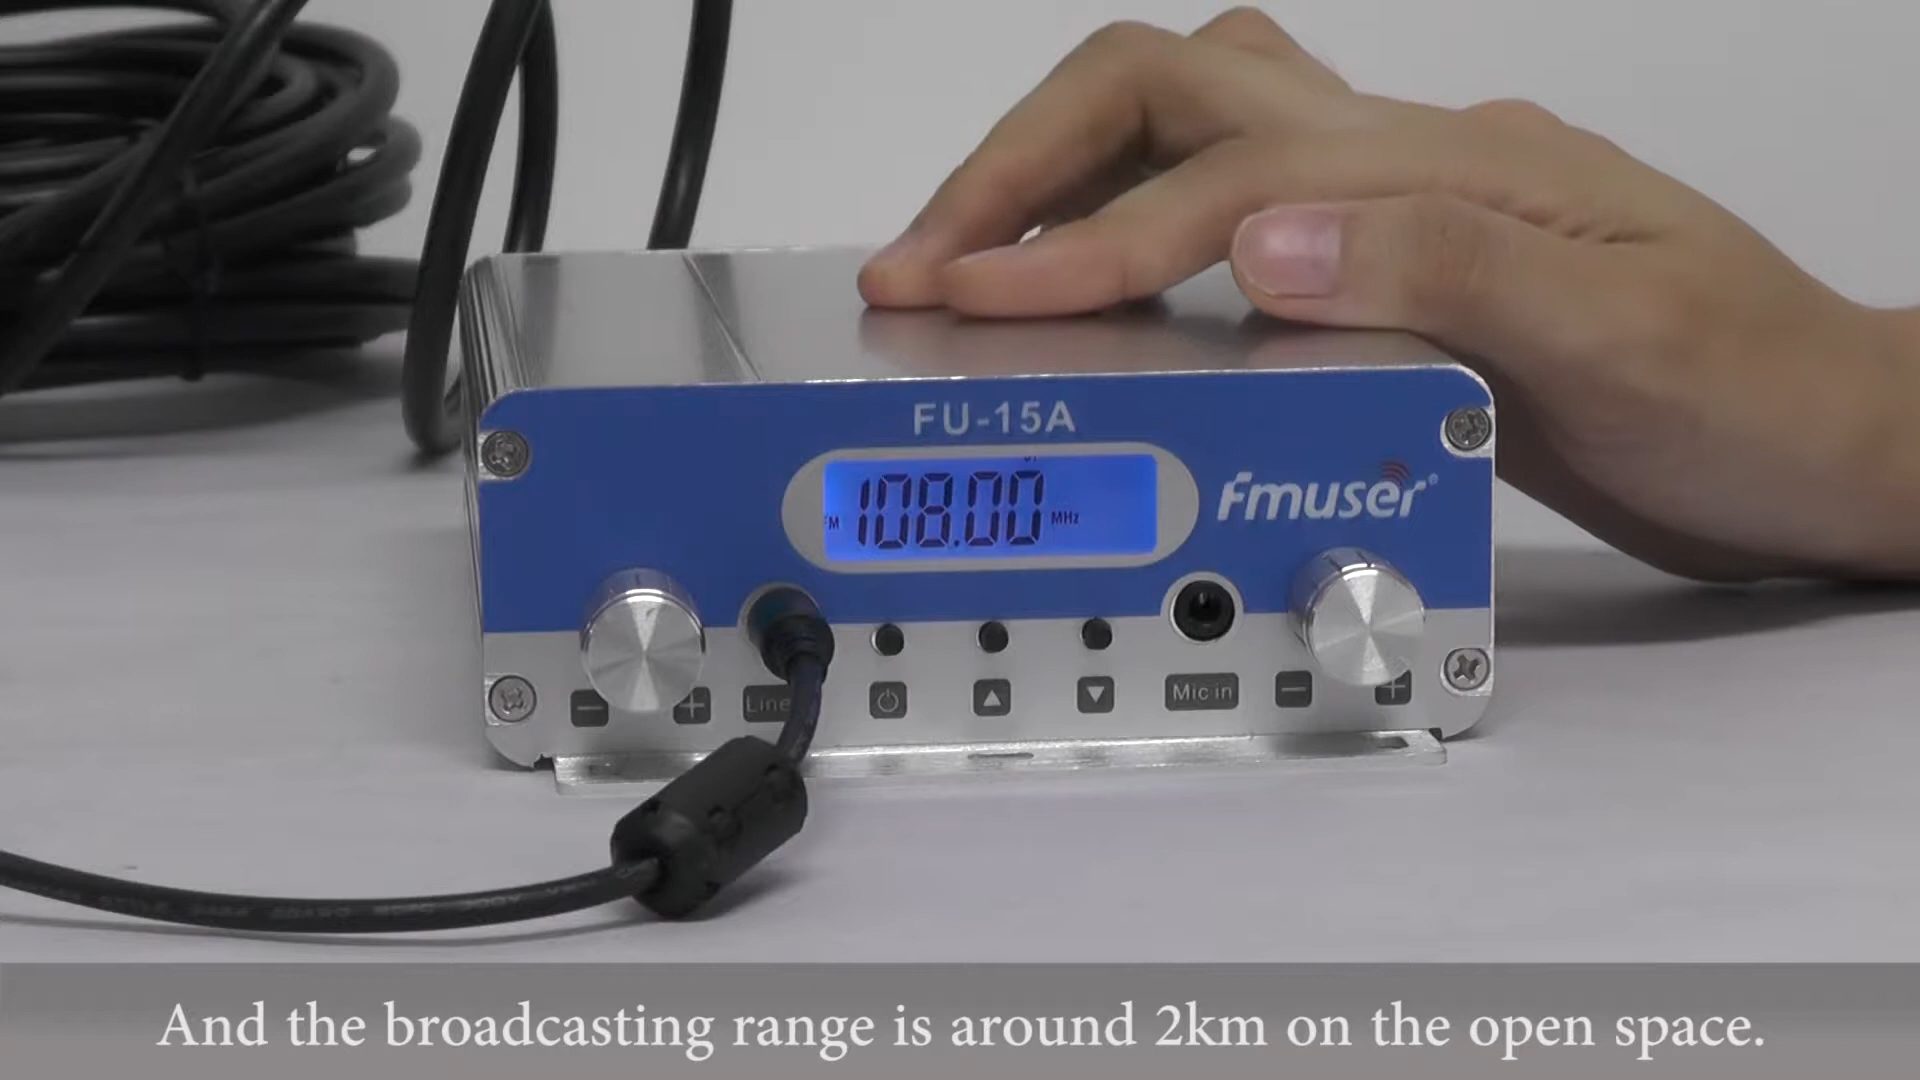 FU-15A
FM 108.00 MHz
Fmuser®
Line
Mic in
And the broadcasting range is around 2km on the open space.